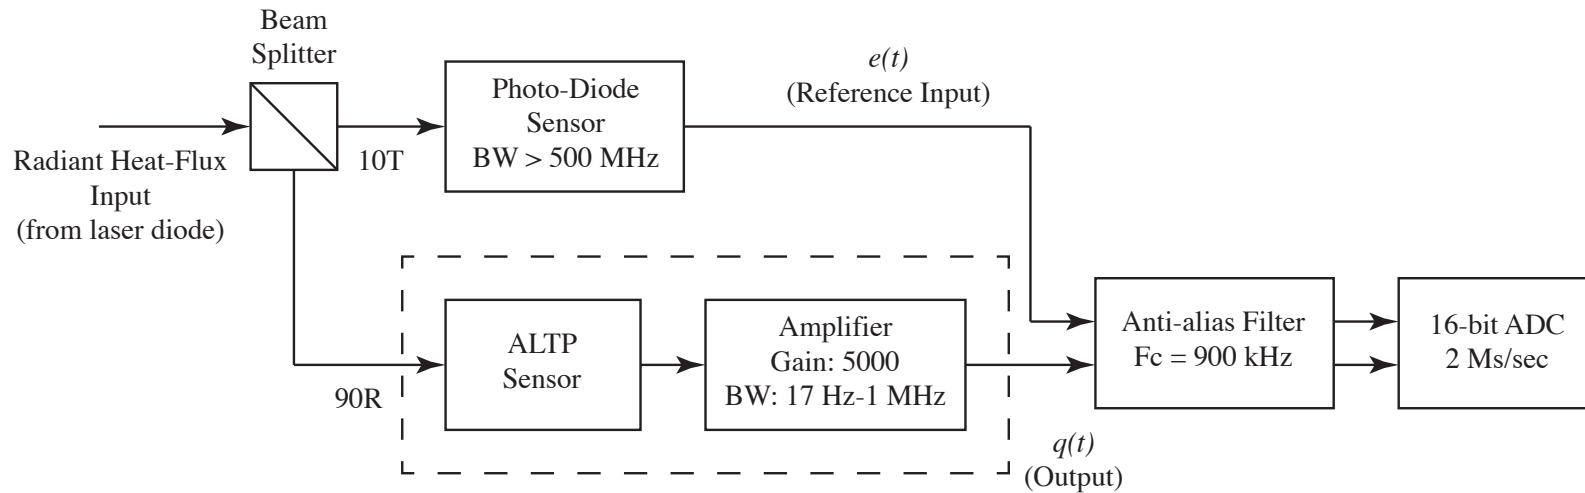 Beam
Splitter
Radiant Heat-Flux
Input
(from laser diode)
10T
90R
Photo-Diode
Sensor
BW > 500 MHz
e(t)
(Reference Input)
ALTP
Sensor
Amplifier
Gain: 5000
BW: 17 Hz-1 MHz
q(t)
(Output)
Anti-alias Filter
Fc = 900 kHz
16-bit ADC
2 Ms/sec